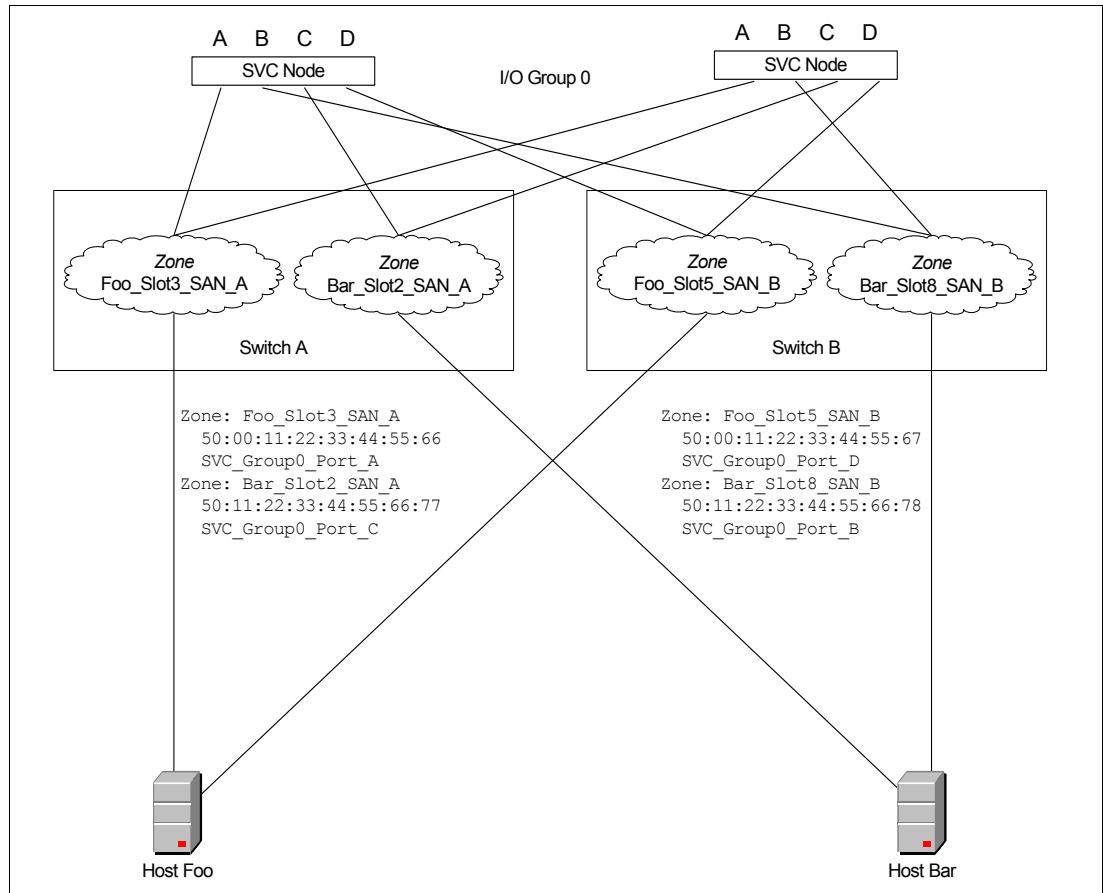 A B C D
SVC Node
I/O Group 0
A B C D
SVC Node
Zone
Foo_Slot3_SAN_A
Zone
Bar_Slot2_SAN_A
Switch A
Zone
Foo_Slot5_SAN_B
Zone
Bar_Slot8_SAN_B
Switch B
Zone: Foo_Slot3_SAN_A
50:00:11:22:33:44:55:66
SVC_Group0_Port_A
Zone: Bar_Slot2_SAN_A
50:11:22:33:44:55:66:77
SVC_Group0_Port_C
Zone: Foo_Slot5_SAN_B
50:00:11:22:33:44:55:67
SVC_Group0_Port_D
Zone: Bar_Slot8_SAN_B
50:11:22:33:44:55:66:78
SVC_Group0_Port_B
Host Foo
Host Bar